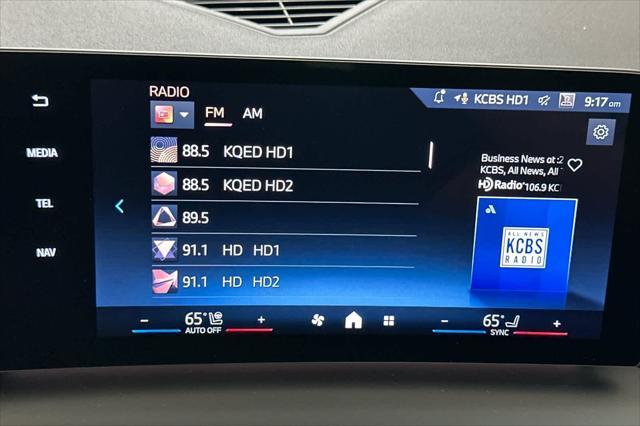 RADIO
FM AM
KCBS HD1 9:17 am
MEDIA
TEL
NAV
88.5 KQED HD1
88.5 KQED HD2
89.5
91.1 HD HD1
91.1 HD HD2
Business News at :2
KCBS, All News, All
HD Radio 106.9 KC
ALL NEWS
KCBS
RADIO
− 65° +
AUTO OFF
− 65° +
SYNC